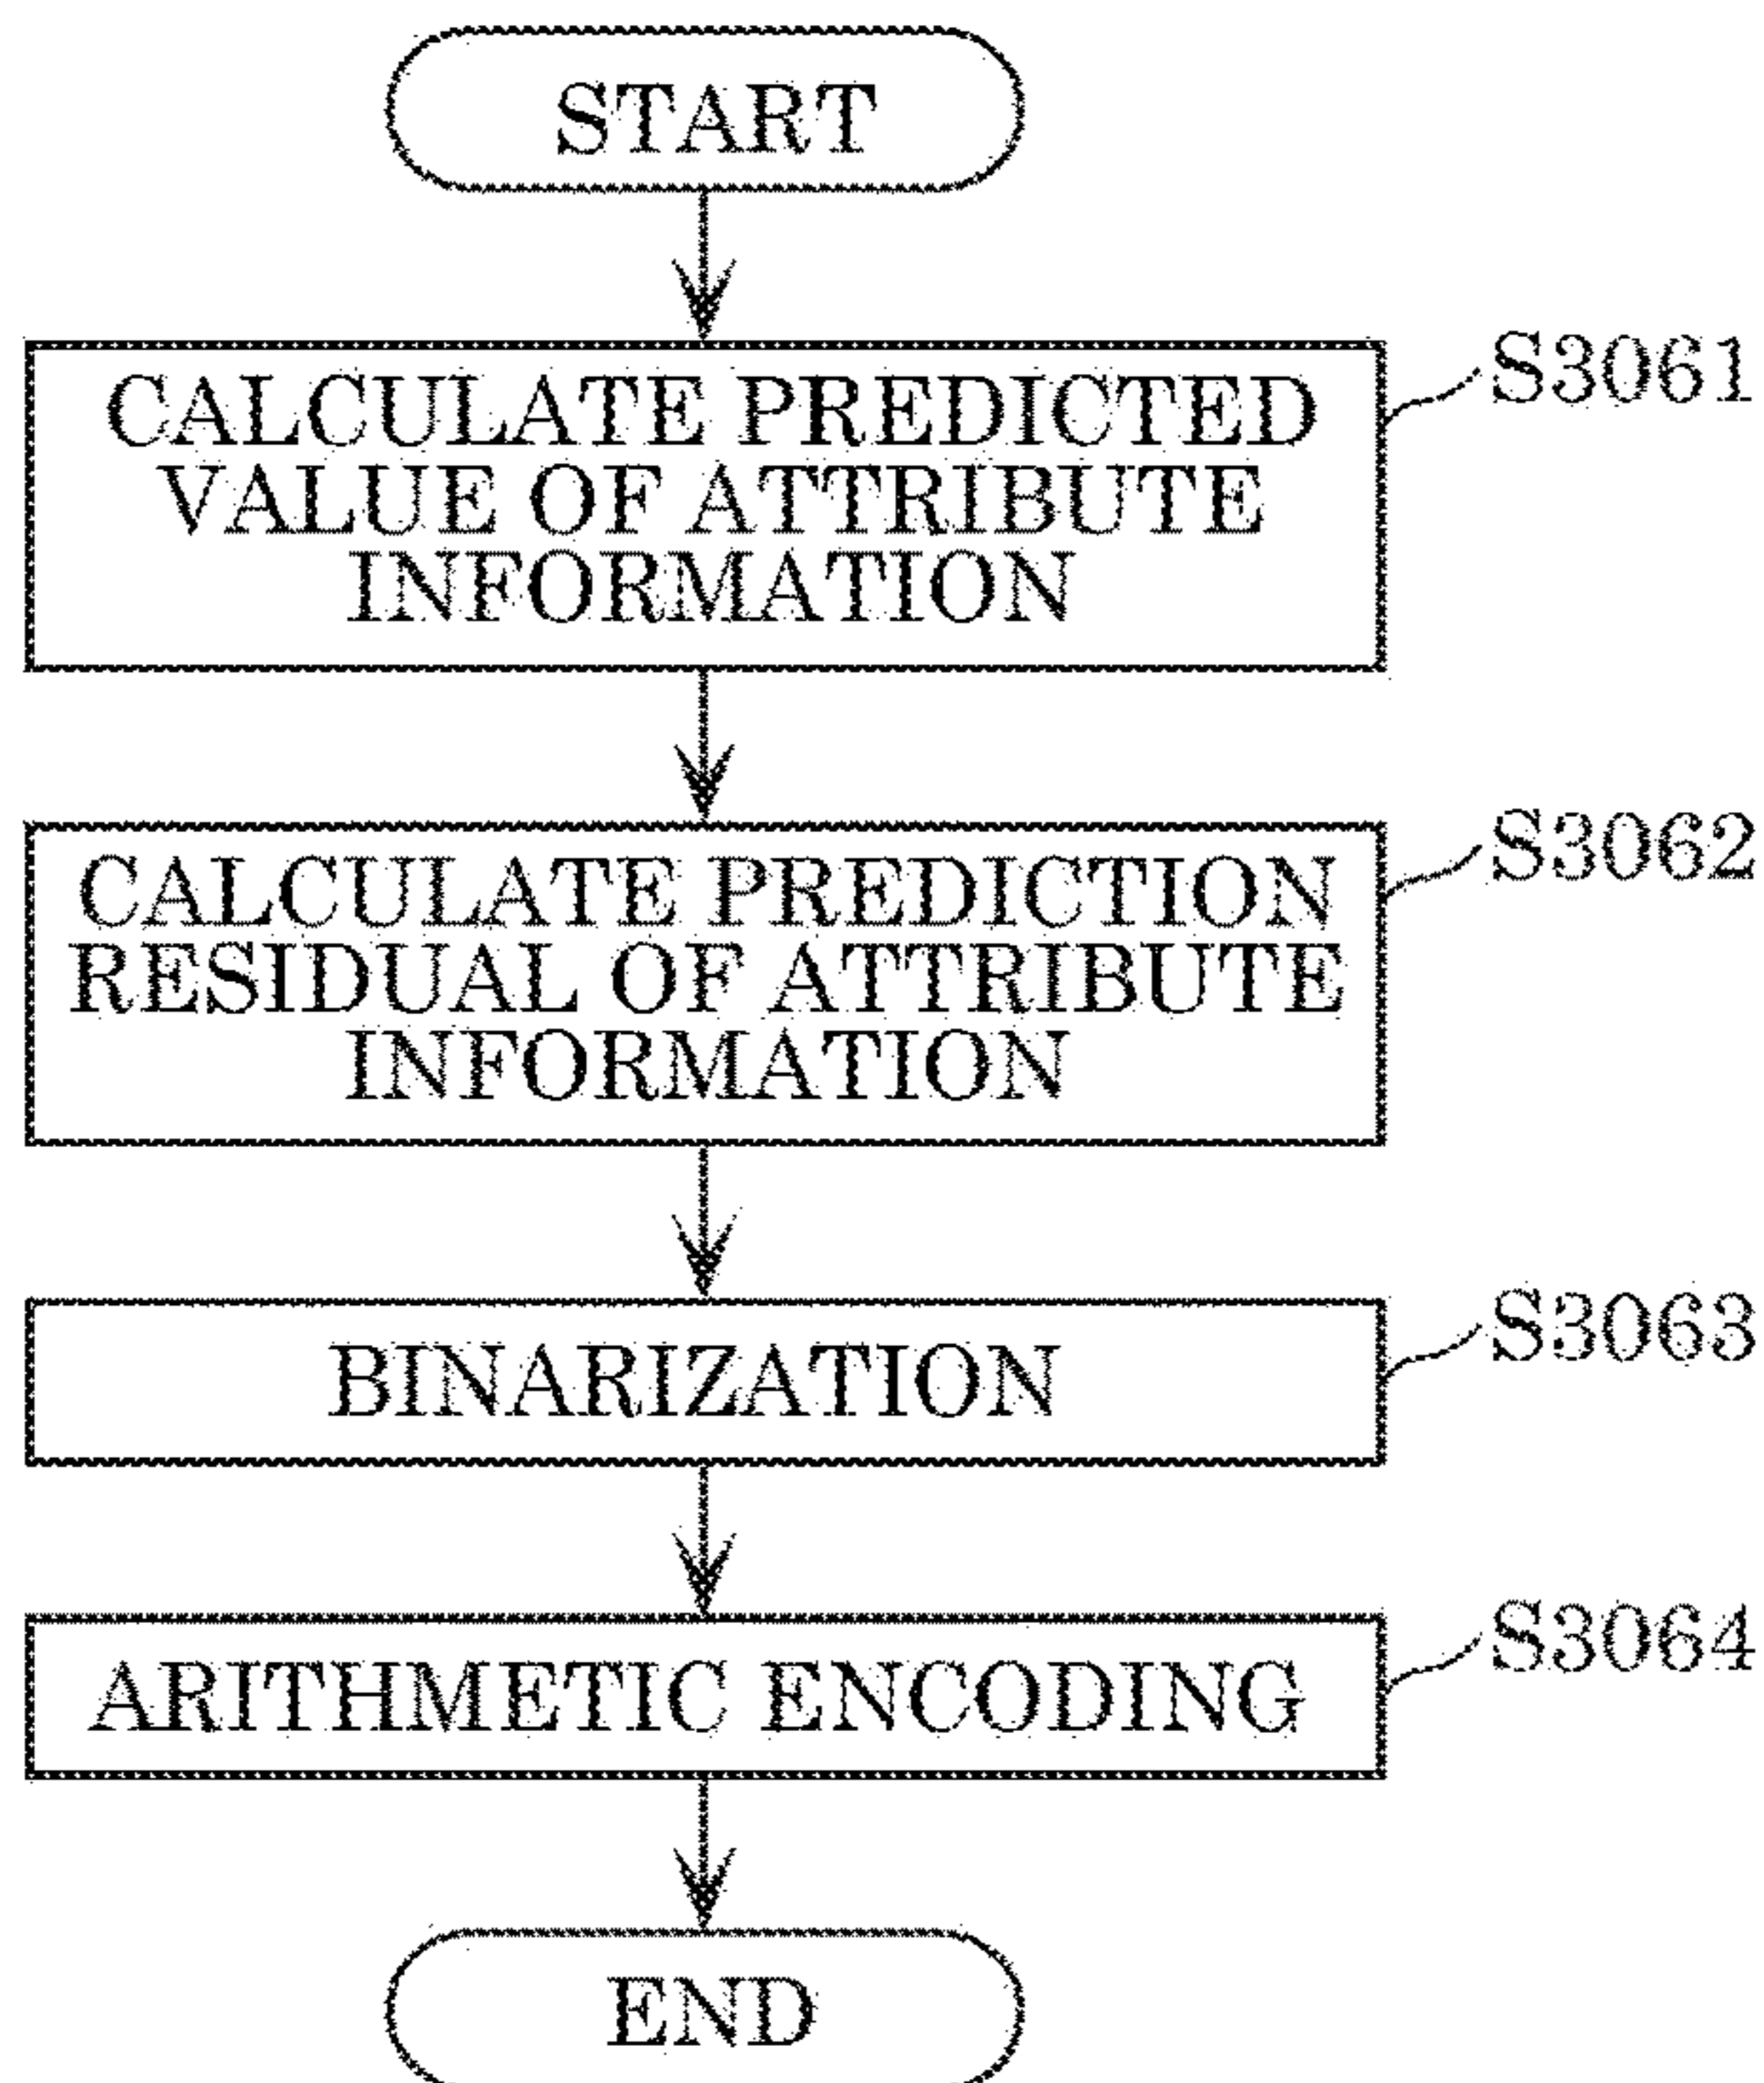 START
CALCULATE PREDICTED
VALUE OF ATTRIBUTE
INFORMATION
S3061
CALCULATE PREDICTION
RESIDUAL OF ATTRIBUTE
INFORMATION
S3062
BINARIZATION
S3063
ARITHMETIC ENCODING
S3064
END